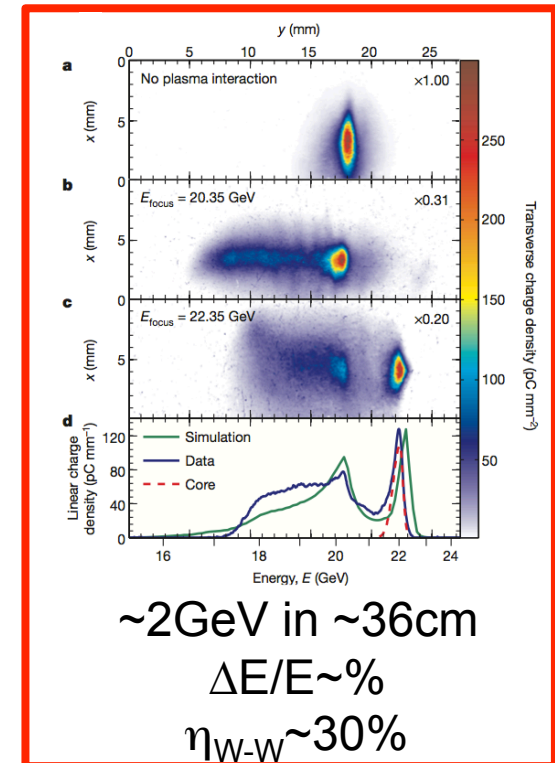 y (mm)
0 5 10 15 20 25
a
No plasma interaction
×1.00
0
5
x (mm)
b
E_focus = 20.35 GeV
×0.31
0
5
x (mm)
c
E_focus = 22.35 GeV
×0.20
0
5
x (mm)
250
200
150
100
50
Transverse charge density (pC mm⁻²)
d
Simulation
Data
Core
120
80
40
0
Linear charge
density (pC mm⁻¹)
16 18 20 22 24
Energy, E (GeV)
~2GeV in ~36cm
ΔE/E~%
η_W-W~30%